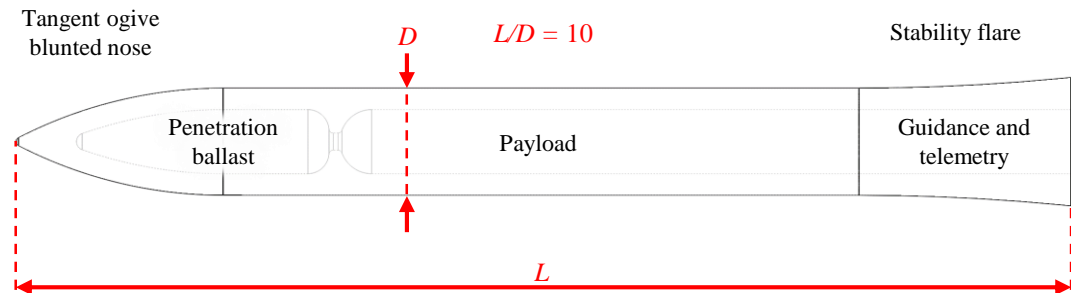 Tangent ogive
blunted nose
D
L/D = 10
Stability flare
Penetration
ballast
Payload
Guidance and
telemetry
L